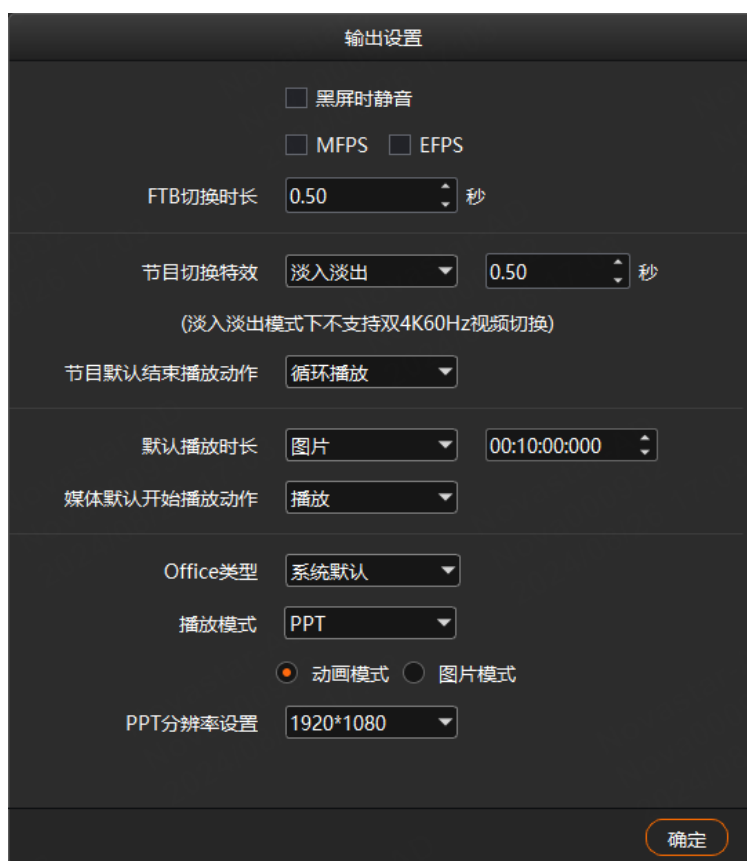 输出设置
黑屏时静音
MFPS EFPS
FTB切换时长 0.50 秒
节目切换特效 淡入淡出 0.50 秒
(淡入淡出模式下不支持双4K60Hz视频切换)
节目默认结束播放动作 循环播放
默认播放时长 图片 00:10:00:000
媒体默认开始播放动作 播放
Office类型 系统默认
播放模式 PPT
动画模式 图片模式
PPT分辨率设置 1920*1080
确定